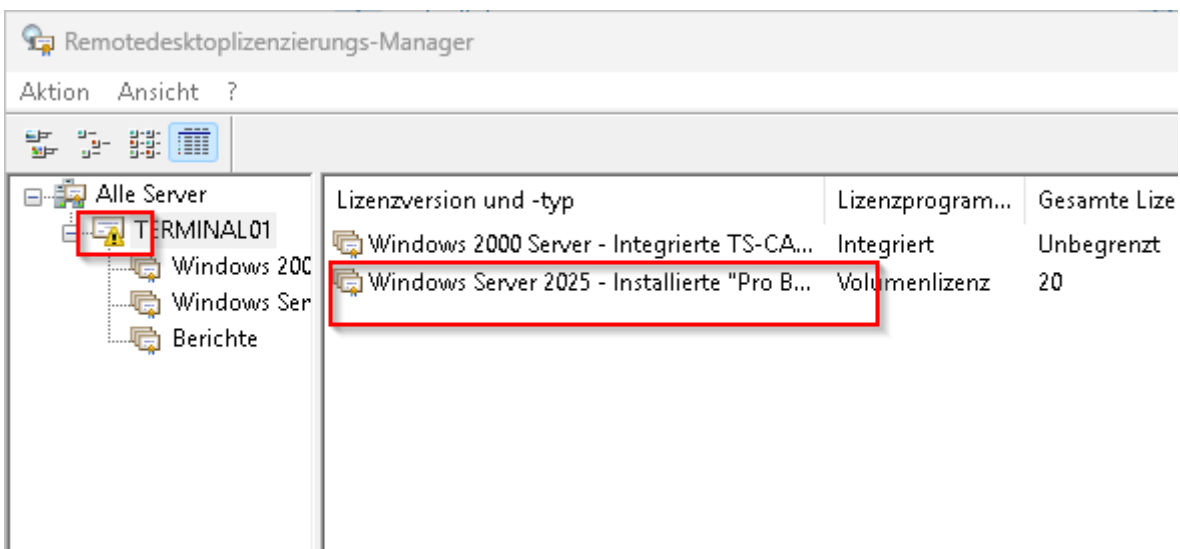 Remotedesktoplizenzierungs-Manager
Aktion Ansicht ?
Alle Server
TERMINAL01
Windows 200
Windows Ser
Berichte
Lizenzversion und -typ Lizenzprogram... Gesamte Lize
Windows 2000 Server - Integrierte TS-CA... Integriert Unbegrenzt
Windows Server 2025 - Installierte "Pro B... Volumenlizenz 20